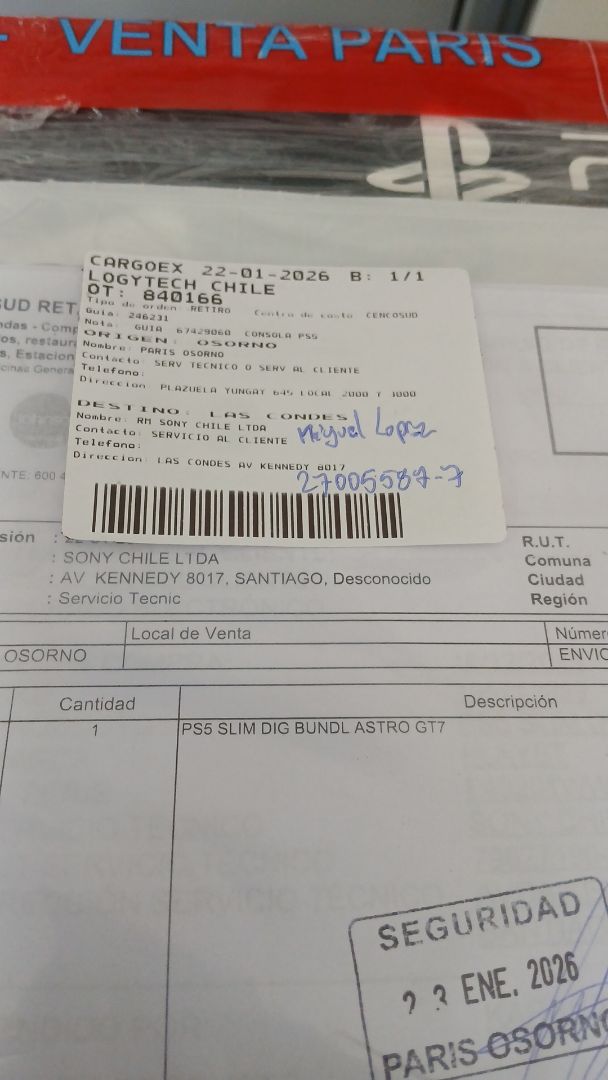 - VENTA PARIS
CARGOEX 22-01-2026 B: 1/1
LOGYTECH CHILE
OT: 840166
Tipo de orden: RETIRO Centro de costo CENCOSUD
Guia: 246231
Nota: GUIA 67429060 CONSOLA PS5
ORIGEN: OSORNO
Nombre: PARIS OSORNO
Contacto: SERV TECNICO O SERV AL CLIENTE
Telefono:
Direccion: PLAZUELA YUNGAY 645 LOCAL 2000 Y 3000
DESTINO: LAS CONDES
Nombre: RM SONY CHILE LTDA
Contacto: SERVICIO AL CLIENTE Miguel Lopez
Telefono:
Direccion: LAS CONDES AV KENNEDY 8017
27005587-7
SUD RET
das - Comp
os, restaur
s, Estacion
icinas Genera
NTE: 600 4
sión :
R.U.T.
: SONY CHILE LTDA Comuna
: AV KENNEDY 8017, SANTIAGO, Desconocido Ciudad
: Servicio Tecnic Región
Local de Venta Númer
OSORNO ENVIO
Cantidad Descripción
1 PS5 SLIM DIG BUNDL ASTRO GT7
SEGURIDAD
23 ENE. 2026
PARIS OSORNO